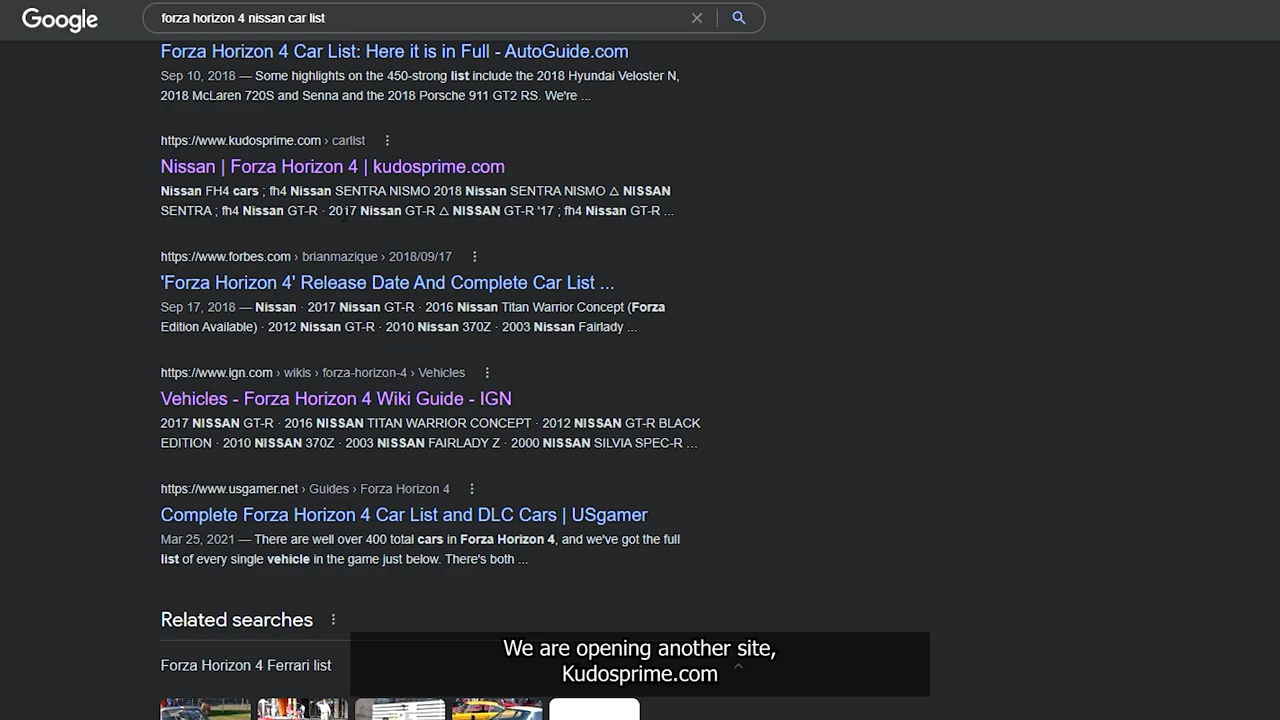 Google
forza horizon 4 nissan car list
Forza Horizon 4 Car List: Here it is in Full - AutoGuide.com
Sep 10, 2018 — Some highlights on the 450-strong list include the 2018 Hyundai Veloster N,
2018 McLaren 720S and Senna and the 2018 Porsche 911 GT2 RS. We're ...
https://www.kudosprime.com › carlist
Nissan | Forza Horizon 4 | kudosprime.com
Nissan FH4 cars ; fh4 Nissan SENTRA NISMO 2018 Nissan SENTRA NISMO △ NISSAN
SENTRA ; fh4 Nissan GT-R · 2017 Nissan GT-R △ NISSAN GT-R '17 ; fh4 Nissan GT-R ...
https://www.forbes.com › brianmazique › 2018/09/17
'Forza Horizon 4' Release Date And Complete Car List ...
Sep 17, 2018 — Nissan · 2017 Nissan GT-R · 2016 Nissan Titan Warrior Concept (Forza
Edition Available) · 2012 Nissan GT-R · 2010 Nissan 370Z · 2003 Nissan Fairlady ...
https://www.ign.com › wikis › forza-horizon-4 › Vehicles
Vehicles - Forza Horizon 4 Wiki Guide - IGN
2017 NISSAN GT-R · 2016 NISSAN TITAN WARRIOR CONCEPT · 2012 NISSAN GT-R BLACK
EDITION · 2010 NISSAN 370Z · 2003 NISSAN FAIRLADY Z · 2000 NISSAN SILVIA SPEC-R ...
https://www.usgamer.net › Guides › Forza Horizon 4
Complete Forza Horizon 4 Car List and DLC Cars | USgamer
Mar 25, 2021 — There are well over 400 total cars in Forza Horizon 4, and we've got the full
list of every single vehicle in the game just below. There's both ...
Related searches
We are opening another site,
Kudosprime.com
Forza Horizon 4 Ferrari list